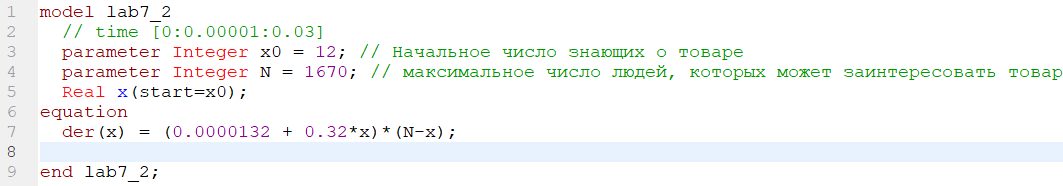 1 model lab7_2
2 // time [0:0.00001:0.03]
3 parameter Integer x0 = 12; // Начальное число знающих о товаре
4 parameter Integer N = 1670; // максимальное число людей, которых может заинтересовать товар
5 Real x(start=x0);
6 equation
7 der(x) = (0.0000132 + 0.32*x)*(N-x);
8
9 end lab7_2;